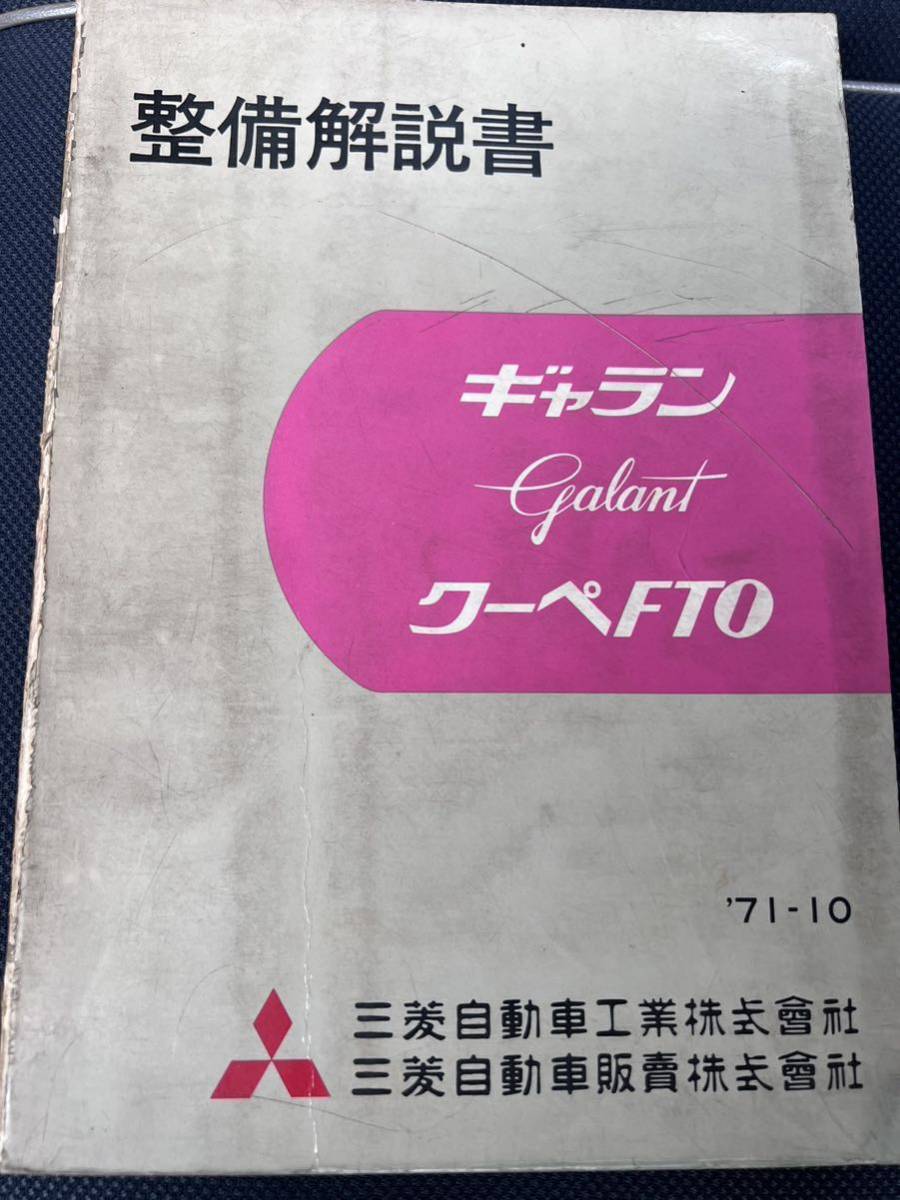 整備解説書
ギャラン
Galant
クーペFTO
'71-10
三菱自動車工業株式會社
三菱自動車販賣株式會社